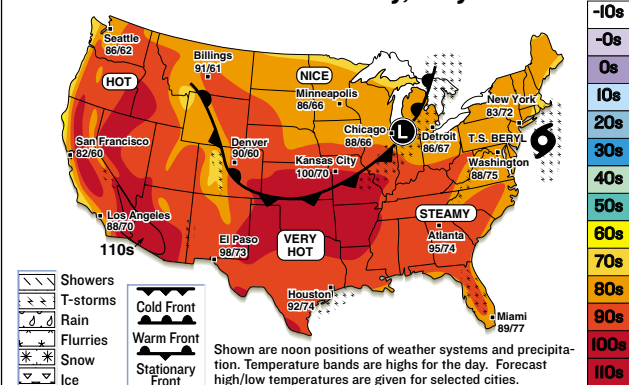 Seattle
86/62
Billings
91/61
HOT
NICE
Minneapolis
86/66
New York
83/72
San Francisco
82/60
Denver
90/60
Chicago
88/66
L
Detroit
86/67
T.S. BERYL
Kansas City
100/70
Washington
88/75
Los Angeles
88/70
110s
El Paso
98/73
VERY
HOT
STEAMY
Atlanta
95/74
Houston
92/74
Miami
89/77
Showers
T-storms
Rain
Flurries
Snow
Ice
Cold Front
Warm Front
Stationary
Front
Shown are noon positions of weather systems and precipita-
tion. Temperature bands are highs for the day. Forecast
high/low temperatures are given for selected cities.
-10s
-0s
0s
10s
20s
30s
40s
50s
60s
70s
80s
90s
100s
110s